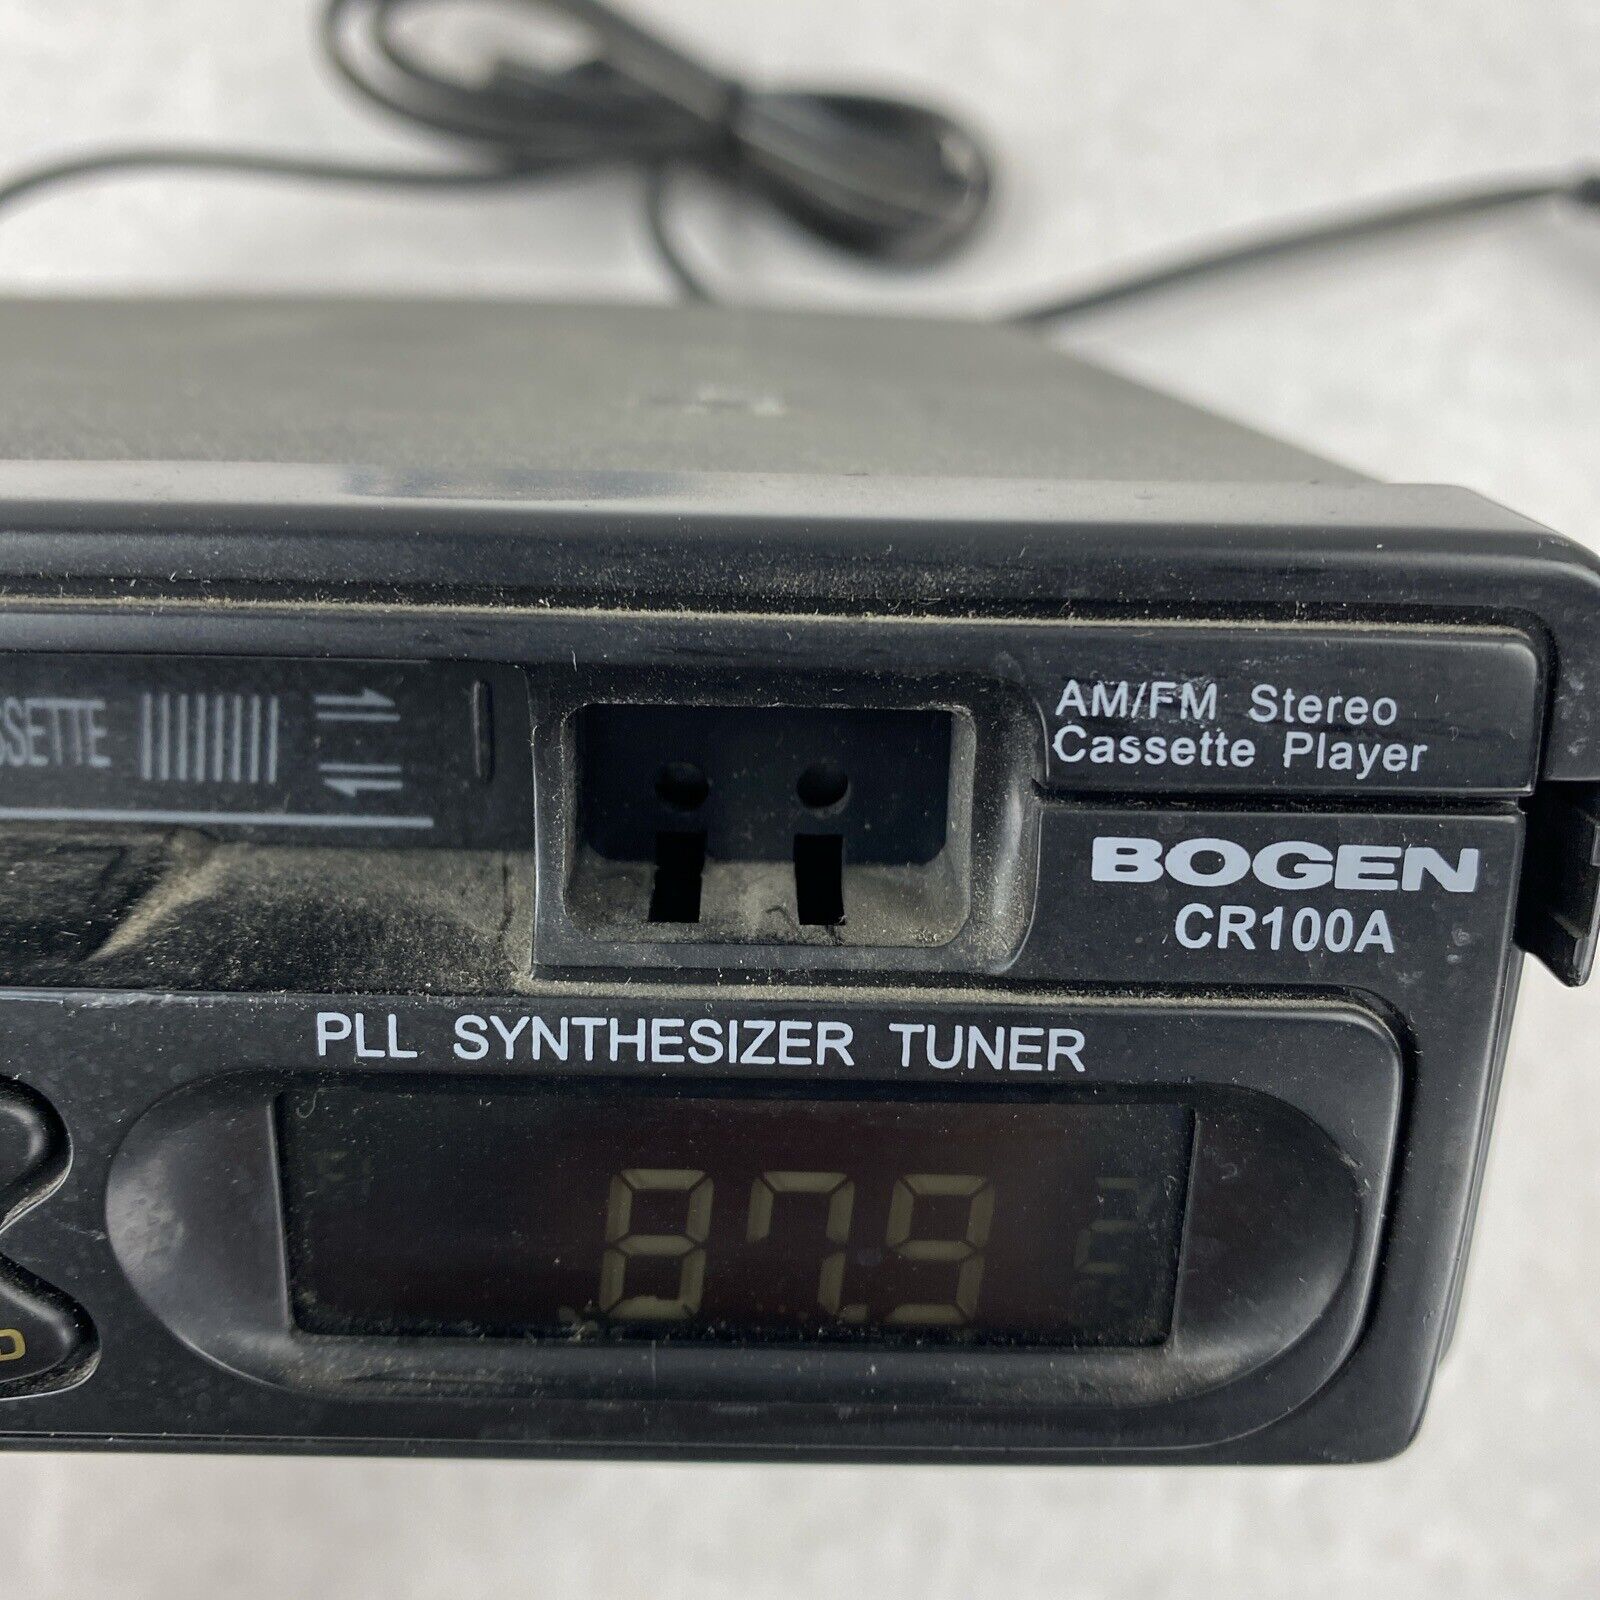 AM/FM Stereo
Cassette Player
SSETTE
BOGEN
CR100A
PLL SYNTHESIZER TUNER
87.9
D